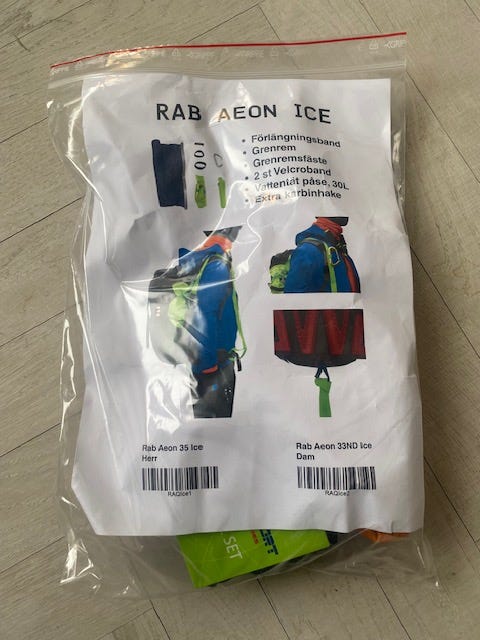 RAB AEON ICE
• Förlängningsband
• Grenrem
• Grenremsfäste
• 2 st Velcroband
• Vattentät påse, 30L
• Extra karbinhake
Rab Aeon 35 Ice
Herr
Rab Aeon 33ND Ice
Dam
RAQIce1
RAQIce2
SET